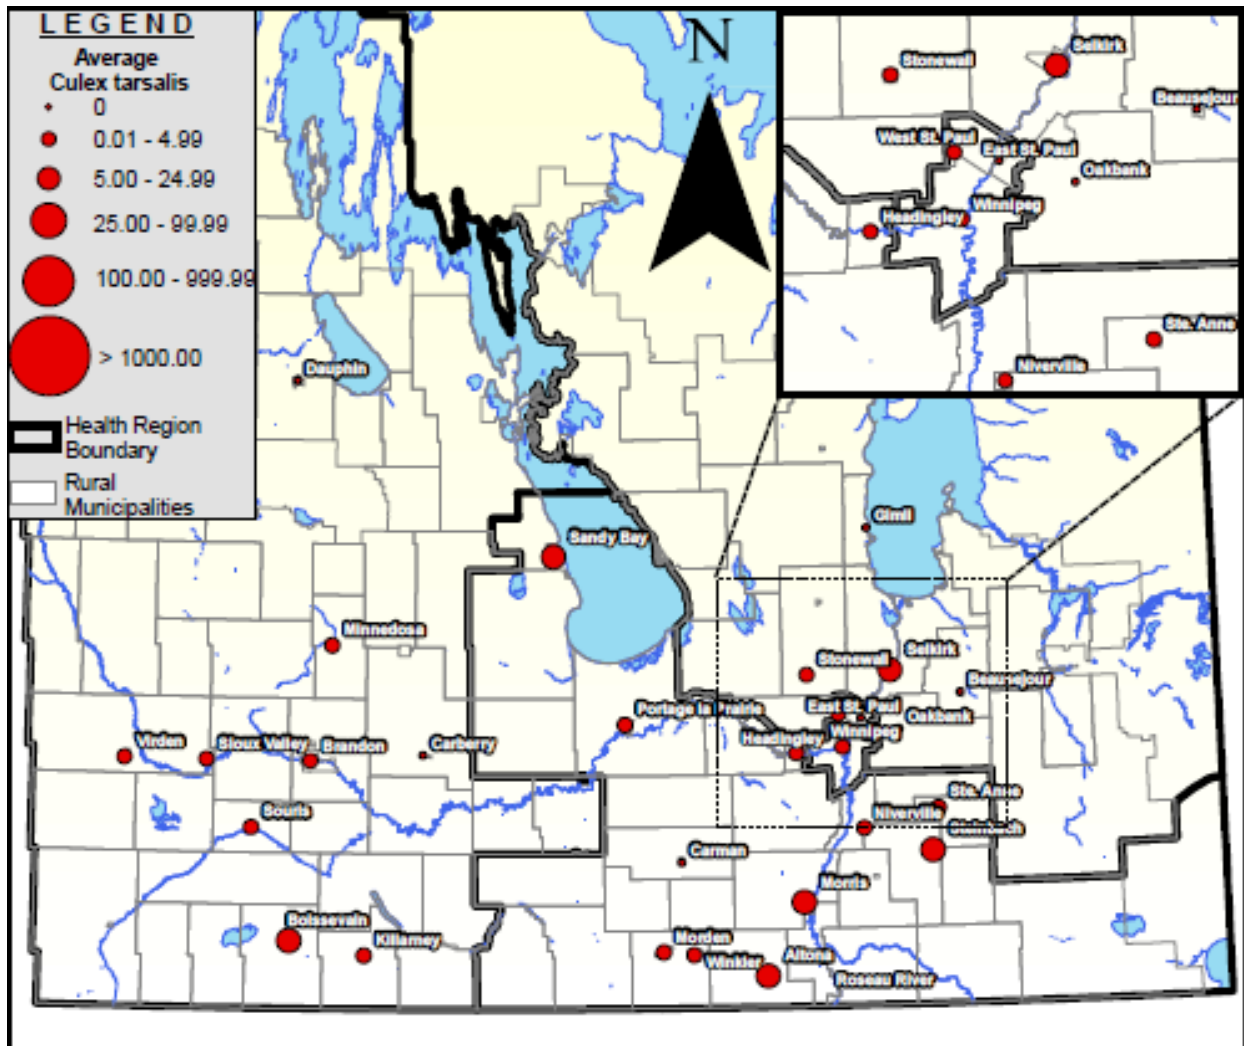 L E G E N D
Average
Culex tarsalis
0
0.01 - 4.99
5.00 - 24.99
25.00 - 99.99
100.00 - 999.99
> 1000.00
Health Region
Boundary
Rural
Municipalities
N
Selkirk
Stonewall
Beausejour
West St. Paul
East St. Paul
Oakbank
Winnipeg
Headingley
Ste. Anne
Niverville
Dauphin
Gimli
Sandy Bay
Minnedosa
Selkirk
Stonewall
Beausejour
Portage la Prairie
East St. Paul
Oakbank
Winnipeg
Headingley
Virden
Sioux Valley
Brandon
Carberry
Ste. Anne
Souris
Niverville
Steinbach
Carman
Morris
Boissevain
Killarney
Morden
Winkler
Altona
Roseau River